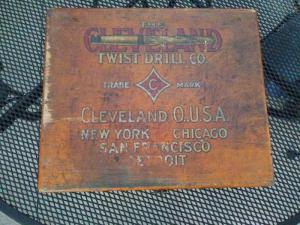 THE
CLEVELAND
TWIST DRILL CO.
TRADE C MARK
CLEVELAND O.,U.S.A.
NEW YORK CHICAGO
SAN FRANCISCO
DETROIT